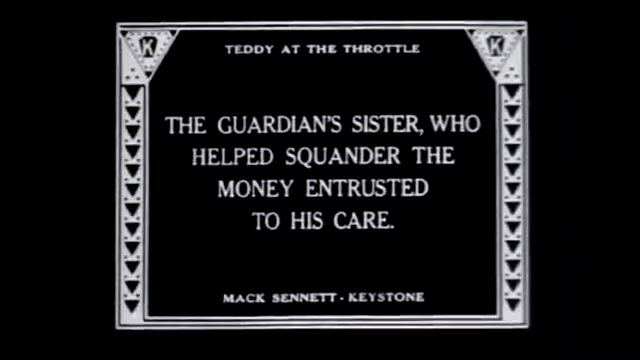 K K
TEDDY AT THE THROTTLE
THE GUARDIAN'S SISTER, WHO
HELPED SQUANDER THE
MONEY ENTRUSTED
TO HIS CARE.
MACK SENNETT - KEYSTONE